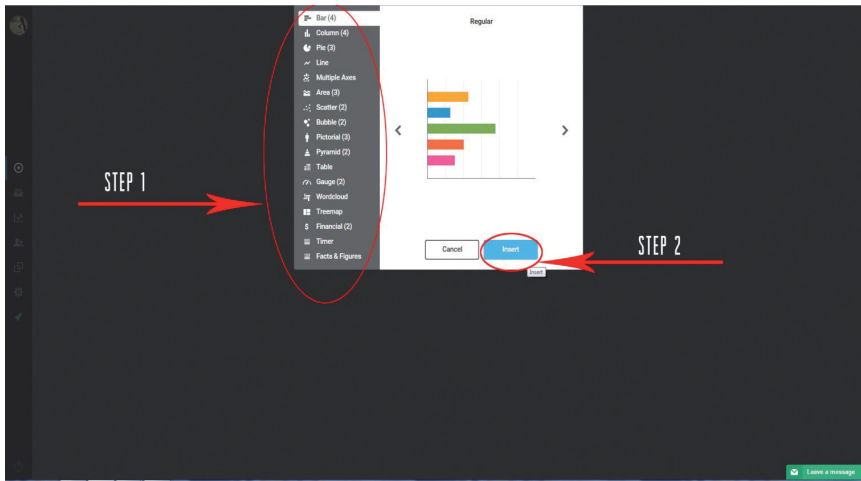 Bar (4)
Column (4)
Pie (3)
Line
Multiple Axes
Area (3)
Scatter (2)
Bubble (2)
Pictorial (3)
Pyramid (2)
Table
Gauge (2)
Wordcloud
Treemap
Financial (2)
Timer
Facts & Figures
Regular
STEP 1
Cancel
Insert
STEP 2
Insert
Leave a message